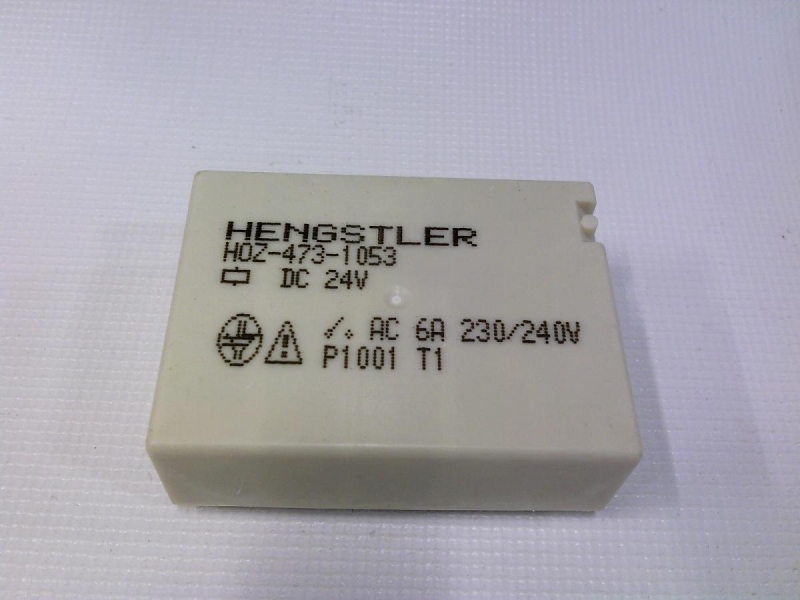 HENGSTLER
HOZ-473-1053
DC 24V
AC 6A 230/240V
P1001 T1